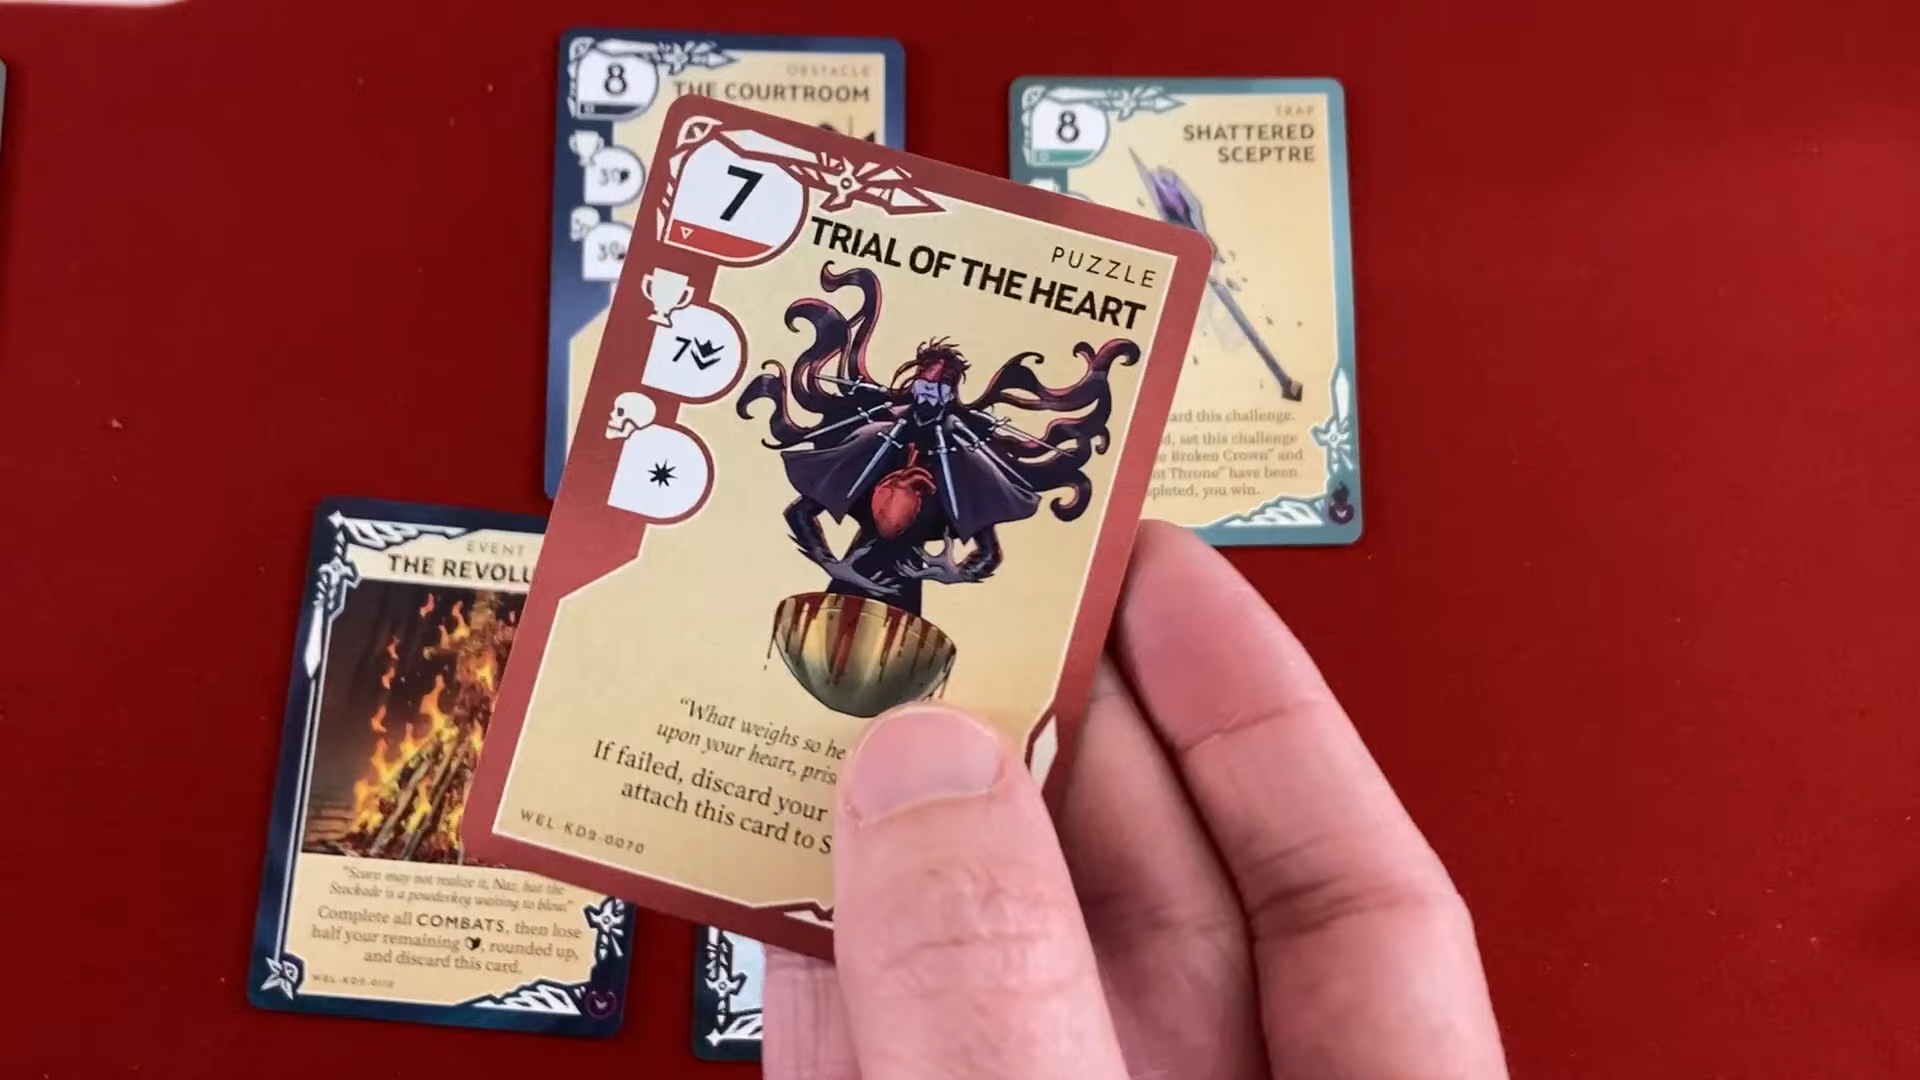 8
OBSTACLE
THE COURTROOM
3
3
8
TRAP
SHATTERED
SCEPTRE
ard this challenge.
d, set this challenge
e Broken Crown" and
nt Throne" have been
pleted, you win.
7
PUZZLE
TRIAL OF THE HEART
7
"What weighs so he
upon your heart, pris
If failed, discard your
attach this card to S
WEL-KD9-0070
EVENT
THE REVOLU
"Scorn may not realize it, Naz, but the
Stockade is a powderkeg waiting to blow."
Complete all COMBATS, then lose
half your remaining , rounded up,
and discard this card.